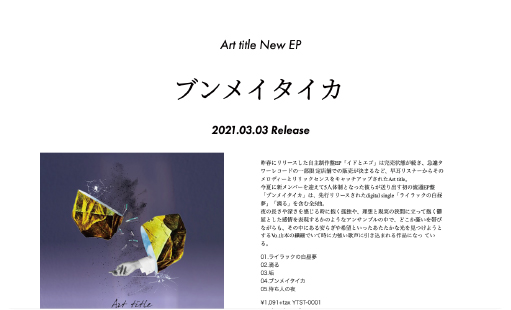 Art title New EP
ブンメイタイカ
2021.03.03 Release
昨春にリリースした自主制作盤EP「イドとエゴ」は完売状態が続き、急遽タ
ワーレコードの一部限定店舗での販売が決まるなど、早耳リスナーからその
メロディーとリリックセンスをキャッチアップされたArt title。
今夏に新メンバーを迎えて5人体制となった彼らが送り出す初の流通EP盤
「ブンメイタイカ」は、先行リリースされたdigital single「ライラックの白昼
夢」「遡る」を含む全5曲。
夜の長さや深さを感じる時に抱く孤独や、理想と現実の狭間に立って抱く鬱
屈とした感情を表現するかのようなアンサンブルの中で、どこか憂いを帯び
ながらも、その中にある安らぎや希望といったあたたかな光を見つけようと
するVo.山本の繊細でいて時に力強い歌声に引き込まれる作品になってい
る。
01.ライラックの白昼夢
02.遡る
03.垢
04.ブンメイタイカ
05.待ち人の夜
¥1,091+tax YTST-0001
Art title